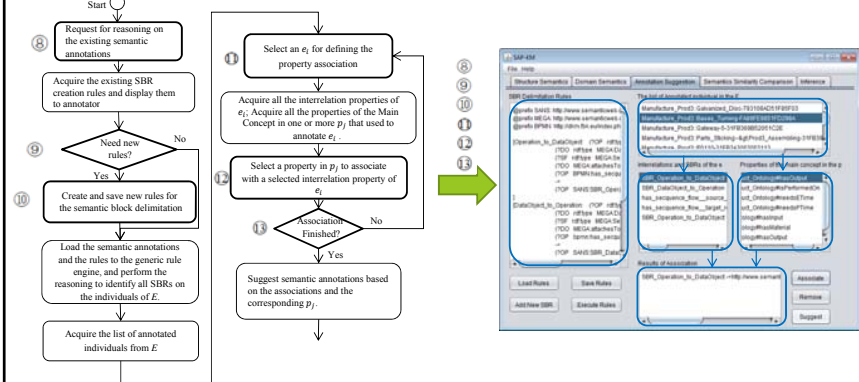 Start
⑧
Request for reasoning on
the existing semantic
annotations
Acquire the existing SBR
creation rules and display them
to annotator
⑨
Need new
rules?
No
Yes
⑩
Create and save new rules for
the semantic block delimitation
Load the semantic annotations
and the rules to the generic rule
engine, and perform the
reasoning to identify all SBRs on
the individuals of E.
Acquire the list of annotated
individuals from E
⑪
Select an ei for defining the
property association
Acquire all the interrelation properties of
ei; Acquire all the properties of the Main
Concept in one or more pj that used to
annotate ei .
⑫
Select a property in pj to associate
with a selected interrelation property of
ei
⑬
Association
Finished?
No
Yes
Suggest semantic annotations based
on the associations and the
corresponding pj.
⑧
⑨
⑩
⑪
⑫
⑬
SAP-KM
File Help
Structure Semantics
Domain Semantics
Annotation Suggestion
Semantics Similarity Comparison
Inference
SBR Delimitation Rules
The list of Annotated individual in the E
Interrelations and SBRs of the e
Properties of the main concept in the p
SBR_Operation_to_DataObject
SBR_DataObject_to_Operation
SBR_Operation_to_DataObject
Results of Association
Load Rules
Save Rules
Add New SBR
Execute Rules
Associate
Remove
Suggest